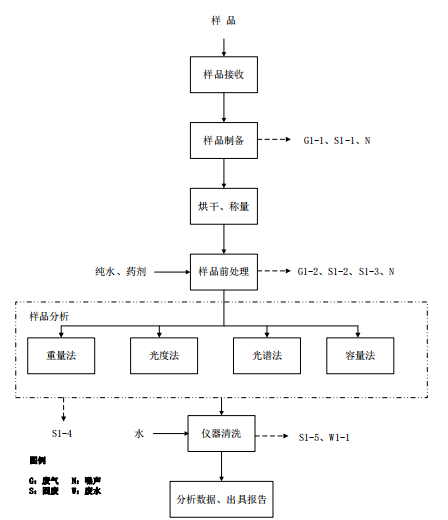 样 品
样品接收
样品制备
G1-1、S1-1、N
烘干、称量
纯水、药剂
样品前处理
G1-2、S1-2、S1-3、N
样品分析
重量法
光度法
光谱法
容量法
S1-4
水
仪器清洗
S1-5、W1-1
图例
G：废气 N：噪声
S：固废 W：废水
分析数据、出具报告